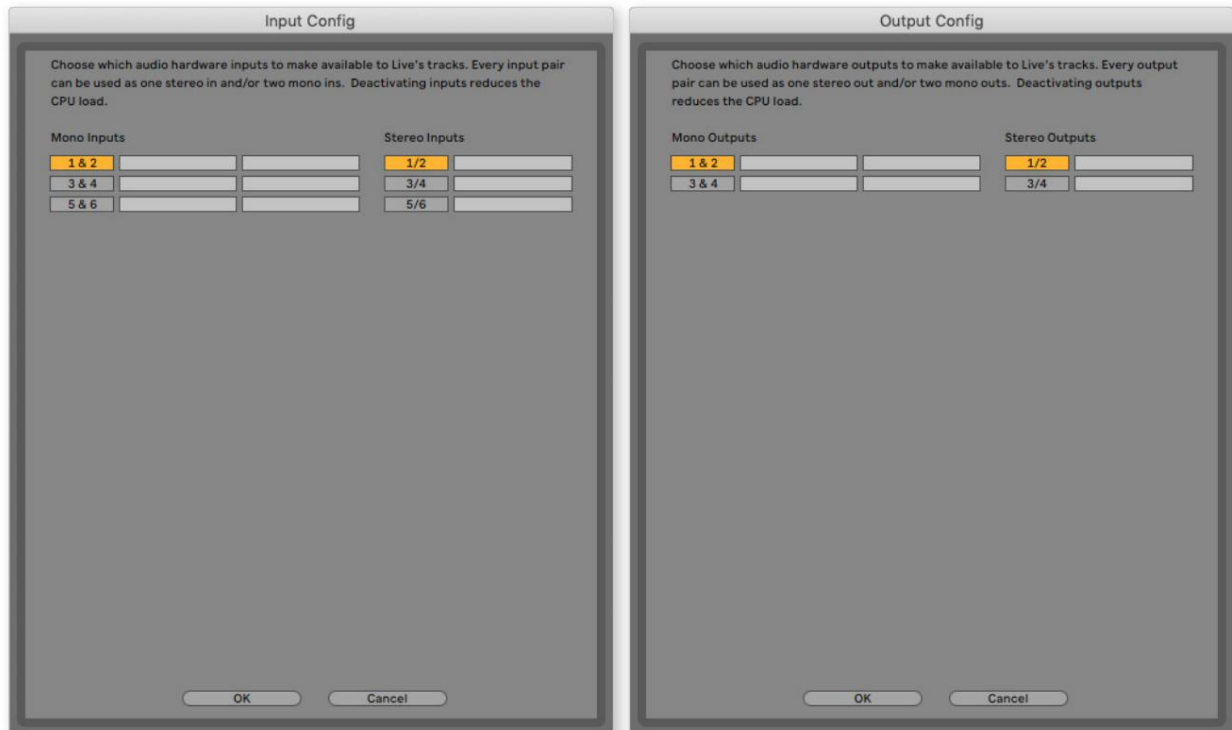 Input Config
Choose which audio hardware inputs to make available to Live's tracks. Every input pair
can be used as one stereo in and/or two mono ins.  Deactivating inputs reduces the
CPU load.
Mono Inputs
Stereo Inputs
1 & 2
1/2
3 & 4
3/4
5 & 6
5/6
OK
Cancel
Output Config
Choose which audio hardware outputs to make available to Live's tracks. Every output
pair can be used as one stereo out and/or two mono outs.  Deactivating outputs
reduces the CPU load.
Mono Outputs
Stereo Outputs
1 & 2
1/2
3 & 4
3/4
OK
Cancel